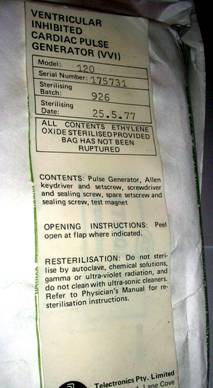 VENTRICULAR
INHIBITED
CARDIAC PULSE
GENERATOR (VVI)
Model: 120
Serial Number: 175731
Sterilising
Batch: 926
Sterilising
Date: 25.5.77
ALL CONTENTS ETHYLENE
OXIDE STERILISED PROVIDED
BAG HAS NOT BEEN
RUPTURED
CONTENTS: Pulse Generator, Allen
keydriver and setscrew, screwdriver
and sealing screw, spare setscrew and
sealing screw, test magnet
OPENING INSTRUCTIONS: Peel
open at flap where indicated.
RESTERILISATION: Do not steri-
lise by autoclave, chemical solutions,
gamma or ultra-violet radiation, and
do not clean with ultra-sonic cleaners.
Refer to Physician's Manual for re-
sterilisation instructions.
Telectronics Pty. Limited
Lane Cove